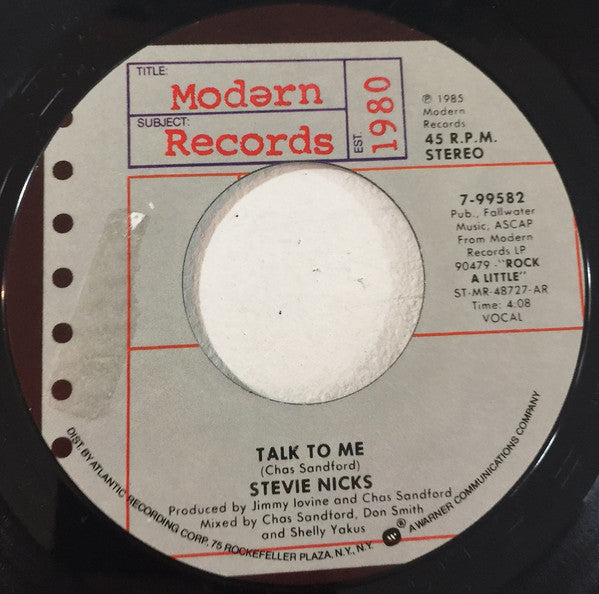 TITLE:
Modərn
SUBJECT:
Records
EST. 1980
℗ 1985
Modern
Records
45 R.P.M.
STEREO
7-99582
Pub., Fallwater
Music, ASCAP
From Modern
Records LP
90479-"ROCK
A LITTLE"
ST-MR-48727-AR
Time: 4:08
VOCAL
TALK TO ME
(Chas Sandford)
STEVIE NICKS
Produced by Jimmy Iovine and Chas Sandford
Mixed by Chas Sandford, Don Smith
and Shelly Yakus
DIST. BY ATLANTIC RECORDING CORP., 75 ROCKEFELLER PLAZA, N.Y., N.Y. ® A WARNER COMMUNICATIONS COMPANY